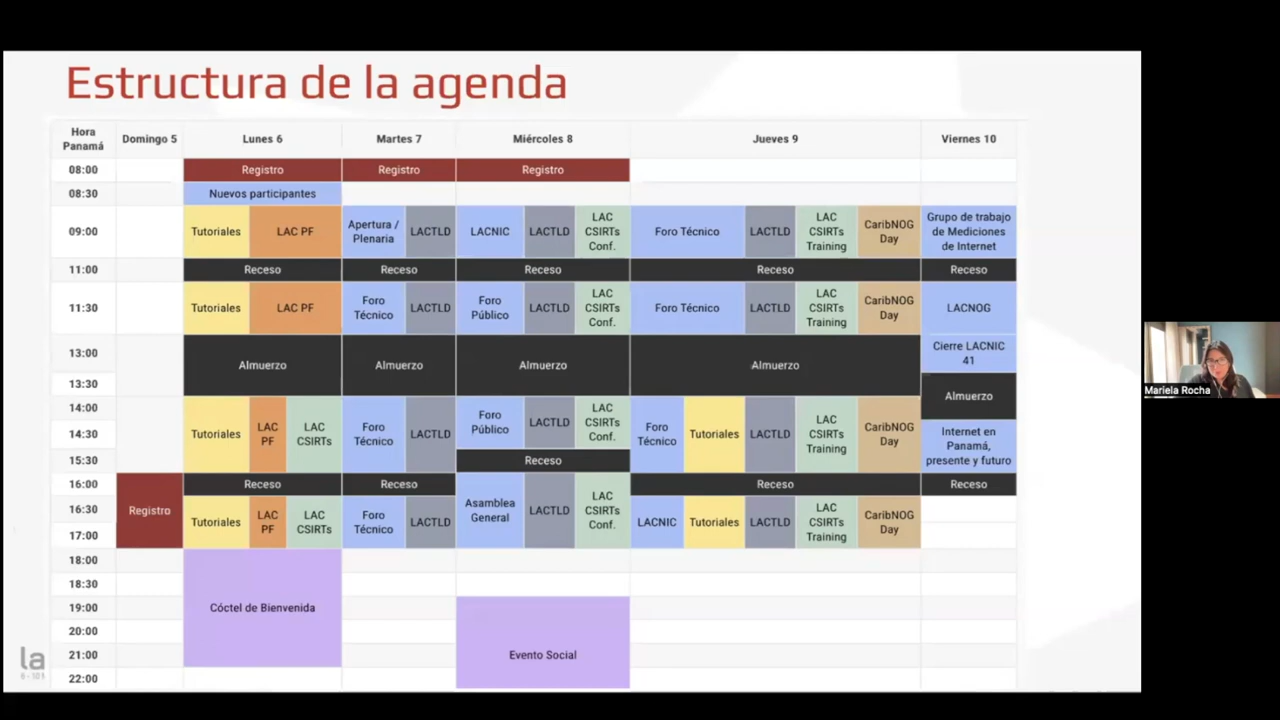 Estructura de la agenda
Hora Panamá Domingo 5 Lunes 6 Martes 7 Miércoles 8 Jueves 9 Viernes 10
08:00 Registro Registro Registro
08:30 Nuevos participantes
09:00 Tutoriales LAC PF Apertura / Plenaria LACTLD LACNIC LACTLD LAC CSIRTs Conf. Foro Técnico LACTLD LAC CSIRTs Training CaribNOG Day Grupo de trabajo de Mediciones de Internet
11:00 Receso Receso Receso Receso Receso
11:30 Tutoriales LAC PF Foro Técnico LACTLD Foro Público LACTLD LAC CSIRTs Conf. Foro Técnico LACTLD LAC CSIRTs Training CaribNOG Day LACNOG
13:00 Almuerzo Almuerzo Almuerzo Almuerzo Cierre LACNIC 41
13:30 Almuerzo
14:00 Tutoriales LAC PF LAC CSIRTs Foro Técnico LACTLD Foro Público LACTLD LAC CSIRTs Conf. Foro Técnico Tutoriales LACTLD LAC CSIRTs Training CaribNOG Day
14:30 Internet en Panamá, presente y futuro
15:30 Receso
16:00 Receso Receso Receso Receso
16:30 Registro Tutoriales LAC PF LAC CSIRTs Foro Técnico LACTLD Asamblea General LACTLD LAC CSIRTs Conf. LACNIC Tutoriales LACTLD LAC CSIRTs Training CaribNOG Day
17:00
18:00
18:30
19:00 Cóctel de Bienvenida
20:00
21:00 Evento Social
22:00
la
Mariela Rocha